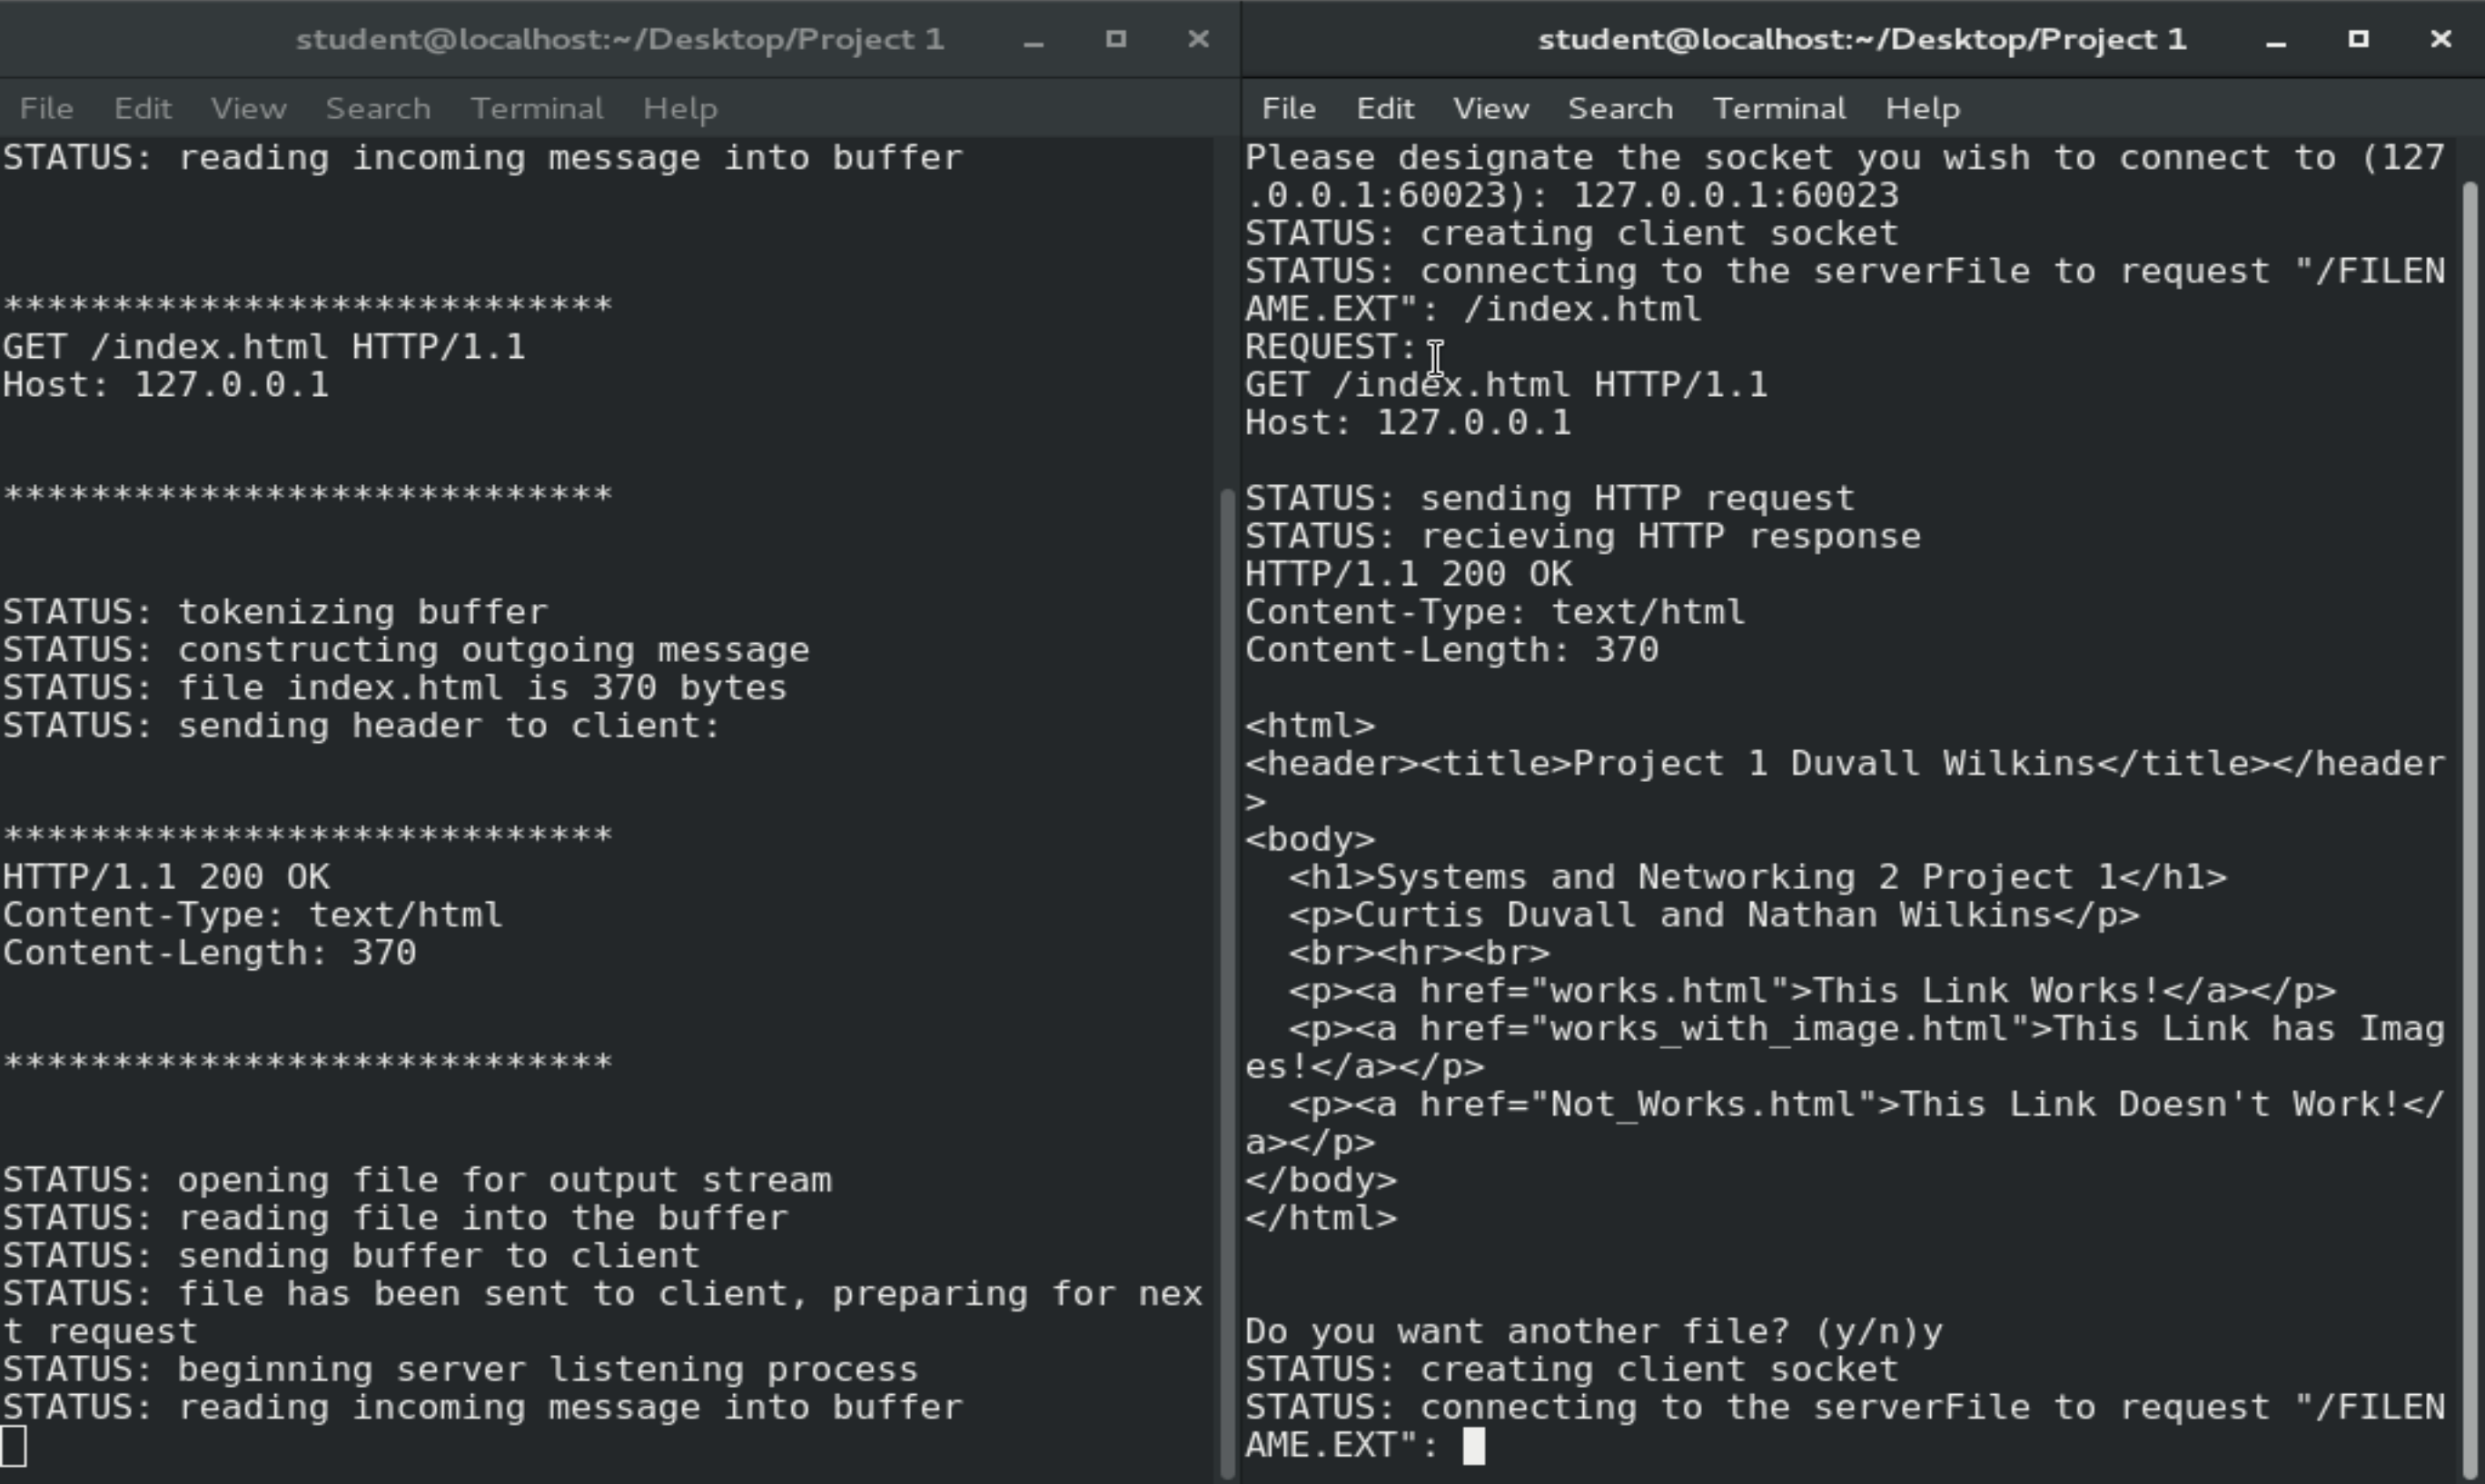 student@localhost:~/Desktop/Project 1
File Edit View Search Terminal Help
STATUS: reading incoming message into buffer
****************************
GET /index.html HTTP/1.1
Host: 127.0.0.1
****************************
STATUS: tokenizing buffer
STATUS: constructing outgoing message
STATUS: file index.html is 370 bytes
STATUS: sending header to client:
****************************
HTTP/1.1 200 OK
Content-Type: text/html
Content-Length: 370
****************************
STATUS: opening file for output stream
STATUS: reading file into the buffer
STATUS: sending buffer to client
STATUS: file has been sent to client, preparing for nex
t request
STATUS: beginning server listening process
STATUS: reading incoming message into buffer
student@localhost:~/Desktop/Project 1
File Edit View Search Terminal Help
Please designate the socket you wish to connect to (127
.0.0.1:60023): 127.0.0.1:60023
STATUS: creating client socket
STATUS: connecting to the serverFile to request "/FILEN
AME.EXT": /index.html
REQUEST:
GET /index.html HTTP/1.1
Host: 127.0.0.1
STATUS: sending HTTP request
STATUS: recieving HTTP response
HTTP/1.1 200 OK
Content-Type: text/html
Content-Length: 370
<html>
<header><title>Project 1 Duvall Wilkins</title></header
>
<body>
  <h1>Systems and Networking 2 Project 1</h1>
  <p>Curtis Duvall and Nathan Wilkins</p>
  <br><hr><br>
  <p><a href="works.html">This Link Works!</a></p>
  <p><a href="works_with_image.html">This Link has Imag
es!</a></p>
  <p><a href="Not_Works.html">This Link Doesn't Work!</
a></p>
</body>
</html>
Do you want another file? (y/n)y
STATUS: creating client socket
STATUS: connecting to the serverFile to request "/FILEN
AME.EXT":